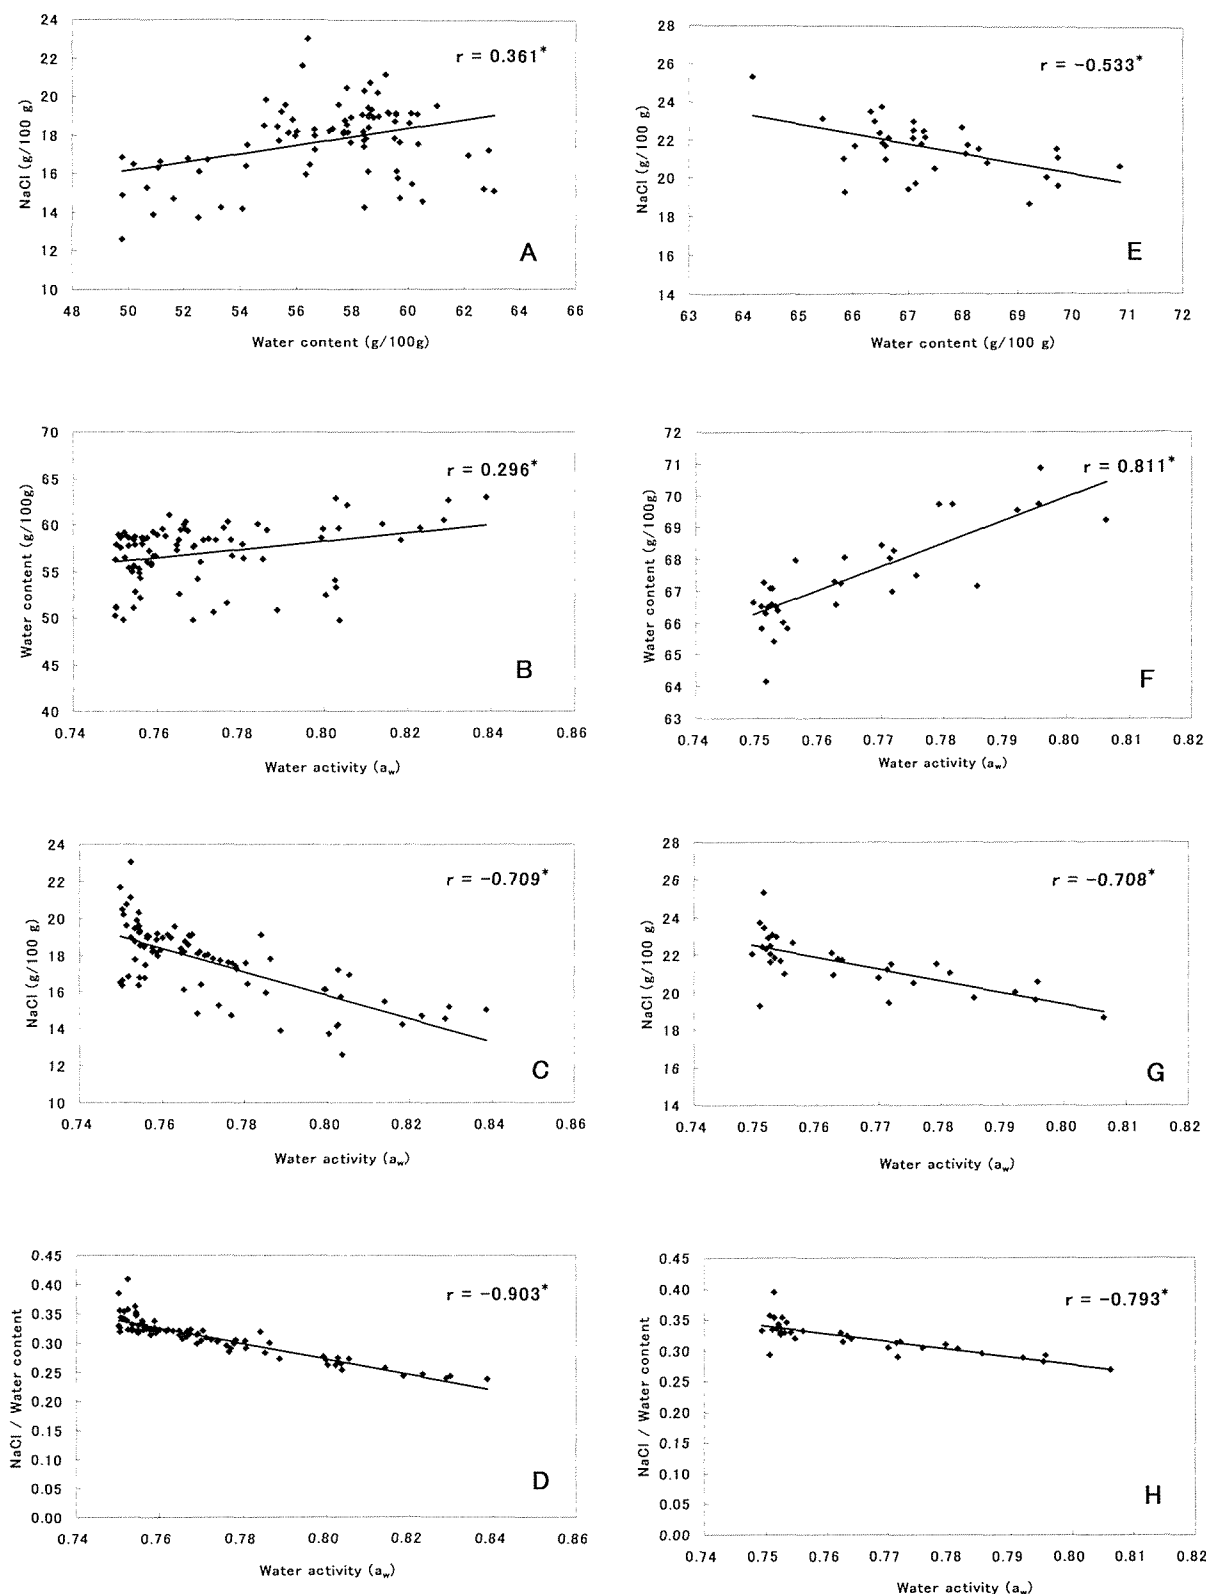 24
22
20
18
16
14
12
10
NaCl (g/100 g)
r = 0.361*
A
48 50 52 54 56 58 60 62 64 66
Water content (g/100g)
28
26
24
22
20
18
16
14
NaCl (g/100 g)
r = -0.533*
E
63 64 65 66 67 68 69 70 71 72
Water content (g/100 g)
70
65
60
55
50
45
40
Water content (g/100g)
r = 0.296*
B
0.74 0.76 0.78 0.80 0.82 0.84 0.86
Water activity (aw)
72
71
70
69
68
67
66
65
64
63
Water content (g/100g)
r = 0.811*
F
0.74 0.75 0.76 0.77 0.78 0.79 0.80 0.81 0.82
Water activity (aw)
24
22
20
18
16
14
12
10
NaCl (g/100 g)
r = -0.709*
C
0.74 0.76 0.78 0.80 0.82 0.84 0.86
Water activity (aw)
28
26
24
22
20
18
16
14
NaCl (g/100 g)
r = -0.708*
G
0.74 0.75 0.76 0.77 0.78 0.79 0.80 0.81 0.82
Water activity (aw)
0.45
0.40
0.35
0.30
0.25
0.20
0.15
0.10
0.05
0.00
NaCl / Water content
r = -0.903*
D
0.74 0.76 0.78 0.80 0.82 0.84 0.86
Water activity (aw)
0.45
0.40
0.35
0.30
0.25
0.20
0.15
0.10
0.05
0.00
NaCl / Water content
r = -0.793*
H
0.74 0.75 0.76 0.77 0.78 0.79 0.80 0.81 0.82
Water activity (aw)